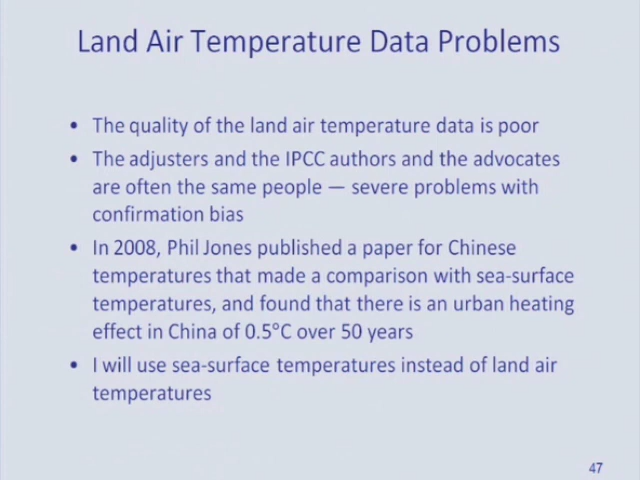 Land Air Temperature Data Problems
• The quality of the land air temperature data is poor
• The adjusters and the IPCC authors and the advocates
are often the same people — severe problems with
confirmation bias
• In 2008, Phil Jones published a paper for Chinese
temperatures that made a comparison with sea-surface
temperatures, and found that there is an urban heating
effect in China of 0.5°C over 50 years
• I will use sea-surface temperatures instead of land air
temperatures
47